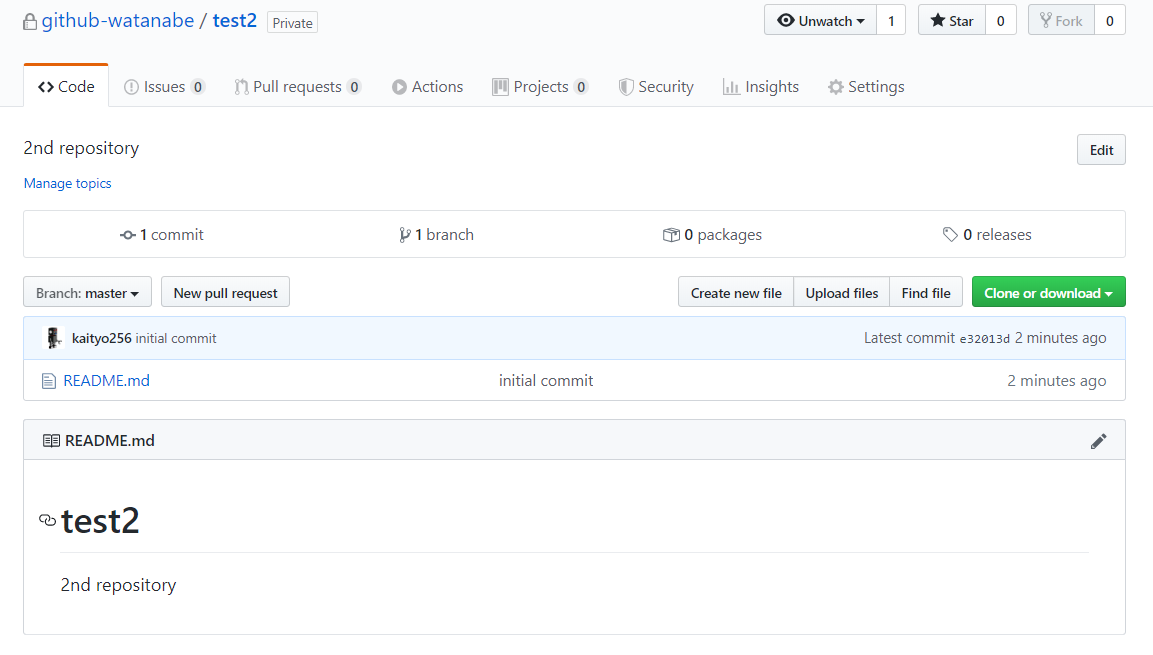 github-watanabe / test2 Private Unwatch 1 Star 0 Fork 0
Code Issues 0 Pull requests 0 Actions Projects 0 Security Insights Settings
2nd repository Edit
Manage topics
1 commit 1 branch 0 packages 0 releases
Branch: master New pull request Create new file Upload files Find file Clone or download
kaityo256 initial commit Latest commit e32013d 2 minutes ago
README.md initial commit 2 minutes ago
README.md
test2
2nd repository